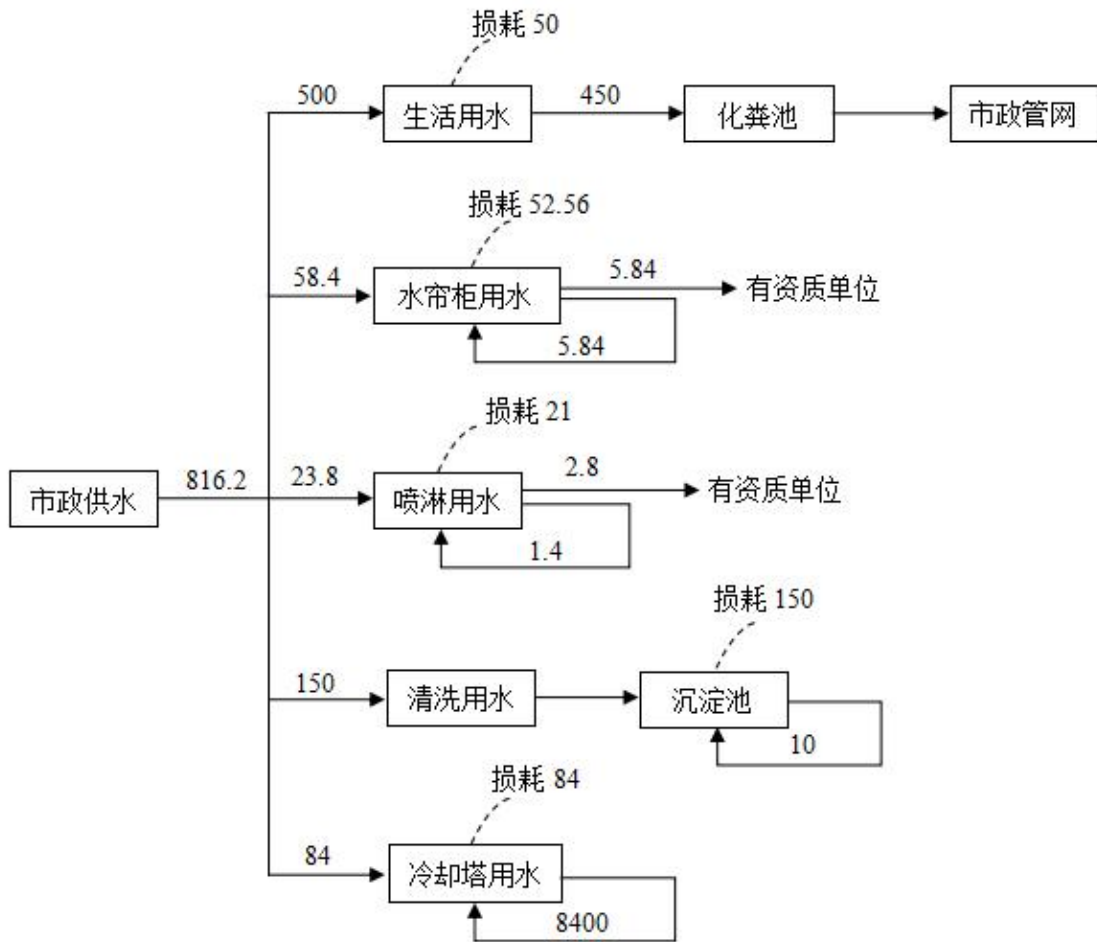 损耗 50
500
生活用水
450
化粪池
市政管网
损耗 52.56
58.4
水帘柜用水
5.84
有资质单位
5.84
损耗 21
市政供水
816.2
23.8
喷淋用水
2.8
有资质单位
1.4
损耗 150
150
清洗用水
沉淀池
10
损耗 84
84
冷却塔用水
8400